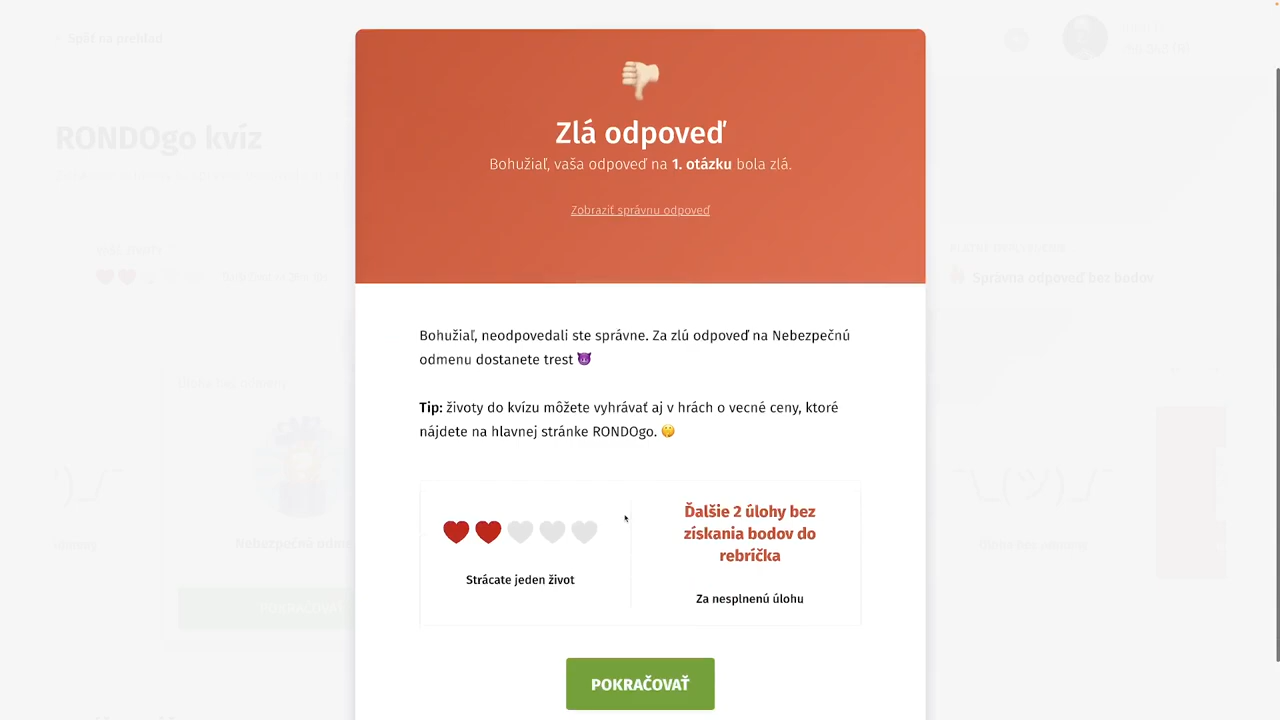 Späť na prehľad
RONDOgo kvíz
Správna odpoveď bez bodov
Zlá odpoveď
Bohužiaľ, vaša odpoveď na 1. otázku bola zlá.
Zobraziť správnu odpoveď
Bohužiaľ, neodpovedali ste správne. Za zlú odpoveď na Nebezpečnú
odmenu dostanete trest 👿
Tip: životy do kvízu môžete vyhrávať aj v hrách o vecné ceny, ktoré
nájdete na hlavnej stránke RONDOgo. 🤭
Strácate jeden život
Ďalšie 2 úlohy bez
získania bodov do
rebríčka
Za nesplnenú úlohu
POKRAČOVAŤ